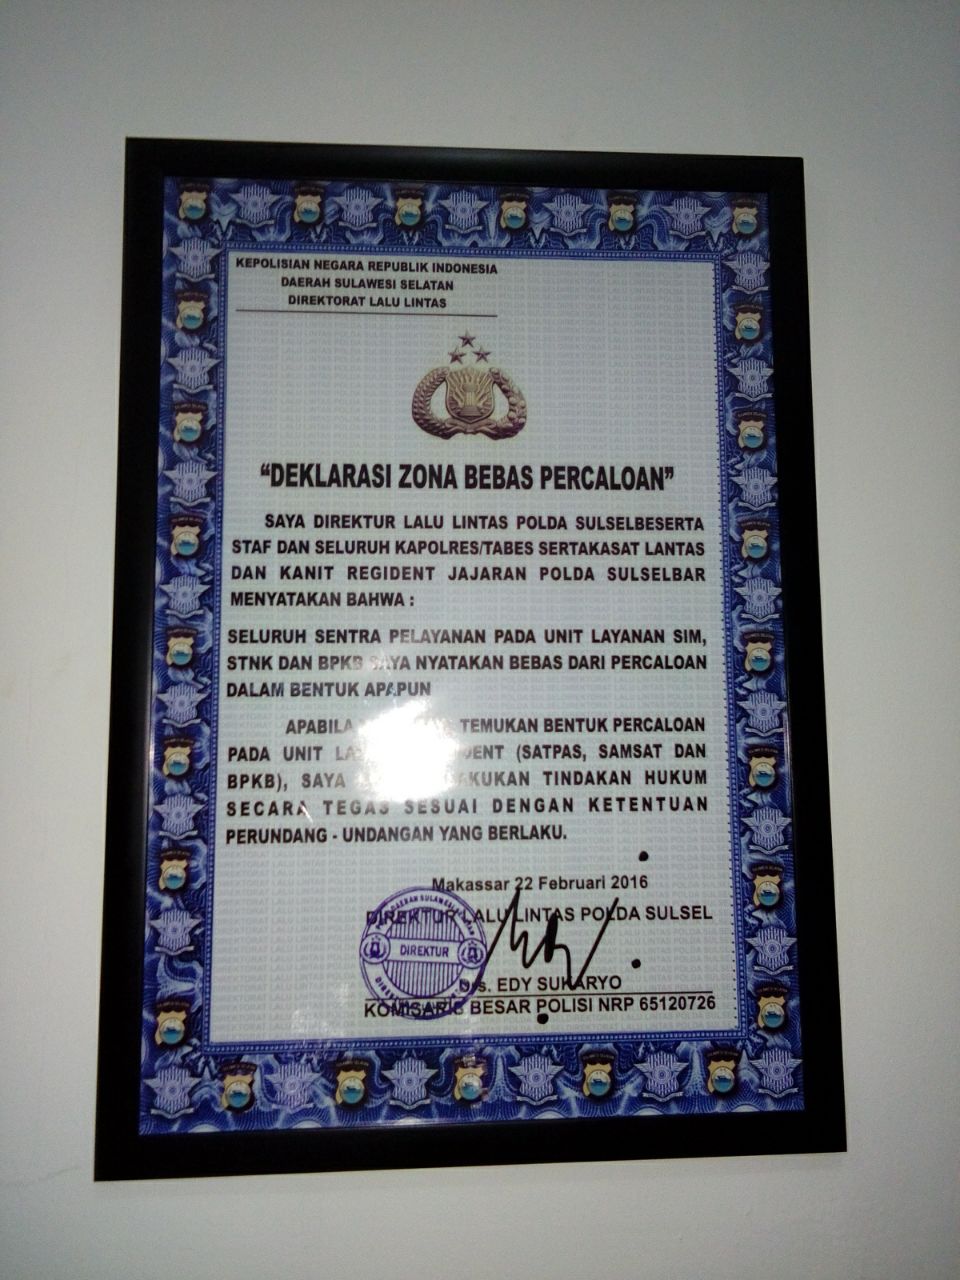 KEPOLISIAN NEGARA REPUBLIK INDONESIA
DAERAH SULAWESI SELATAN
DIREKTORAT LALU LINTAS
“DEKLARASI ZONA BEBAS PERCALOAN”
SAYA DIREKTUR LALU LINTAS POLDA SULSELBESERTA
STAF DAN SELURUH KAPOLRES/TABES SERTAKASAT LANTAS
DAN KANIT REGIDENT JAJARAN POLDA SULSELBAR
MENYATAKAN BAHWA :
SELURUH SENTRA PELAYANAN PADA UNIT LAYANAN SIM,
STNK DAN BPKB SAYA NYATAKAN BEBAS DARI PERCALOAN
DALAM BENTUK APAPUN
APABILA TEMUKAN BENTUK PERCALOAN
PADA UNIT (SATPAS, SAMSAT DAN
BPKB), SAYA TINDAKAN HUKUM
SECARA TEGAS SESUAI DENGAN KETENTUAN
PERUNDANG - UNDANGAN YANG BERLAKU.
Makassar 22 Februari 2016
DIREKTUR LALU LINTAS POLDA SULSEL
DIREKTUR
Drs. EDY SUKARYO
KOMISARIS BESAR POLISI NRP 65120726